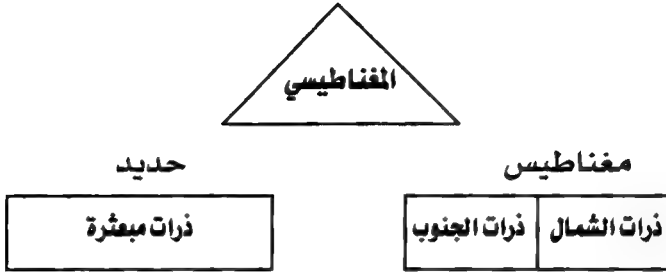 المغناطيسي
مغناطيس
حديد
ذرات الشمال
ذرات الجنوب
ذرات مبعثرة